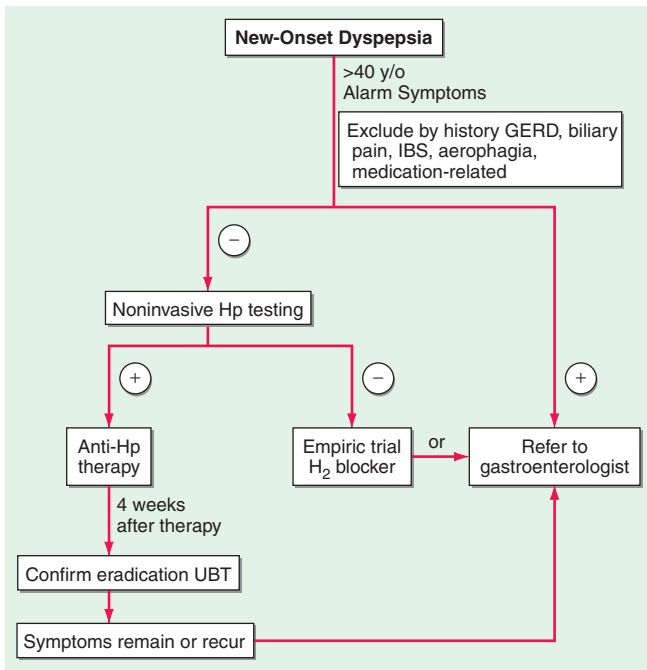 New-Onset Dyspepsia
>40 y/o
Alarm Symptoms
Exclude by history GERD, biliary
pain, IBS, aerophagia,
medication-related
−
Noninvasive Hp testing
+
−
+
Anti-Hp
therapy
Empiric trial
H₂ blocker
or
Refer to
gastroenterologist
4 weeks
after therapy
Confirm eradication UBT
Symptoms remain or recur